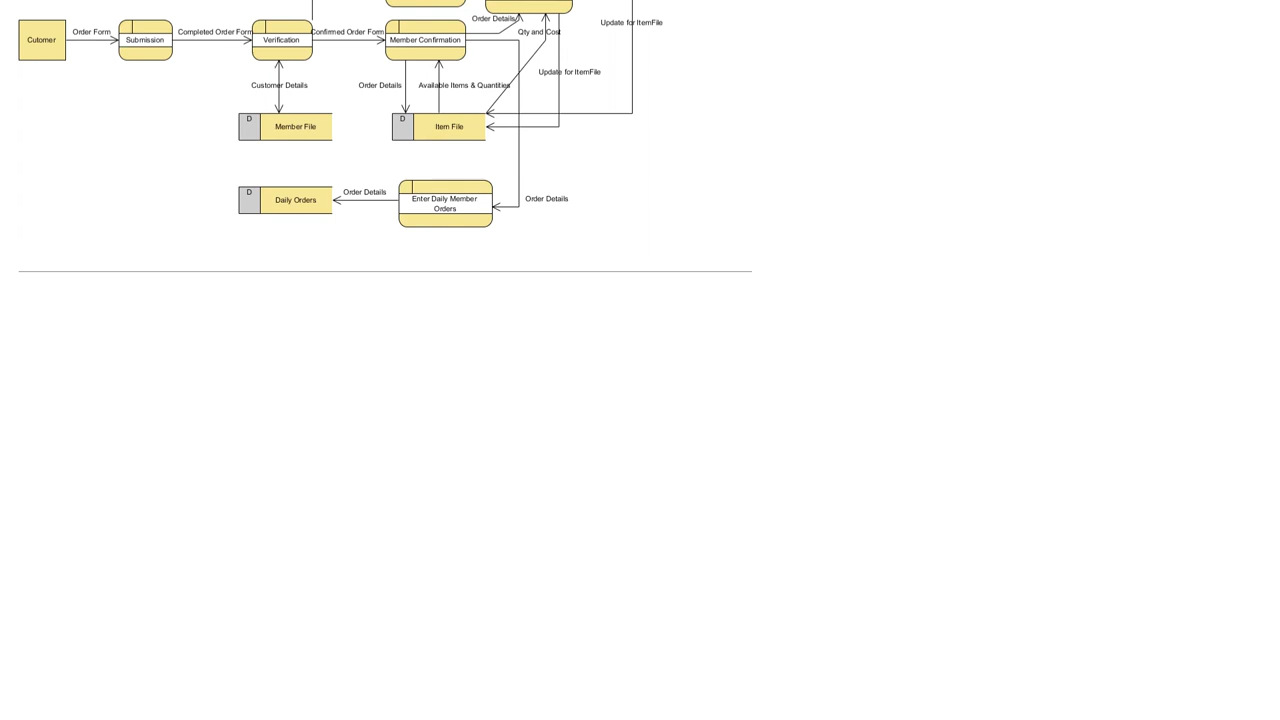 Order Details
Update for ItemFile
Cutomer
Order Form
Submission
Completed Order Form
Verification
Confirmed Order Form
Member Confirmation
Qty and Cost
Update for ItemFile
Customer Details
Order Details
Available Items & Quantities
D
Member File
D
Item File
D
Daily Orders
Order Details
Enter Daily Member
Orders
Order Details